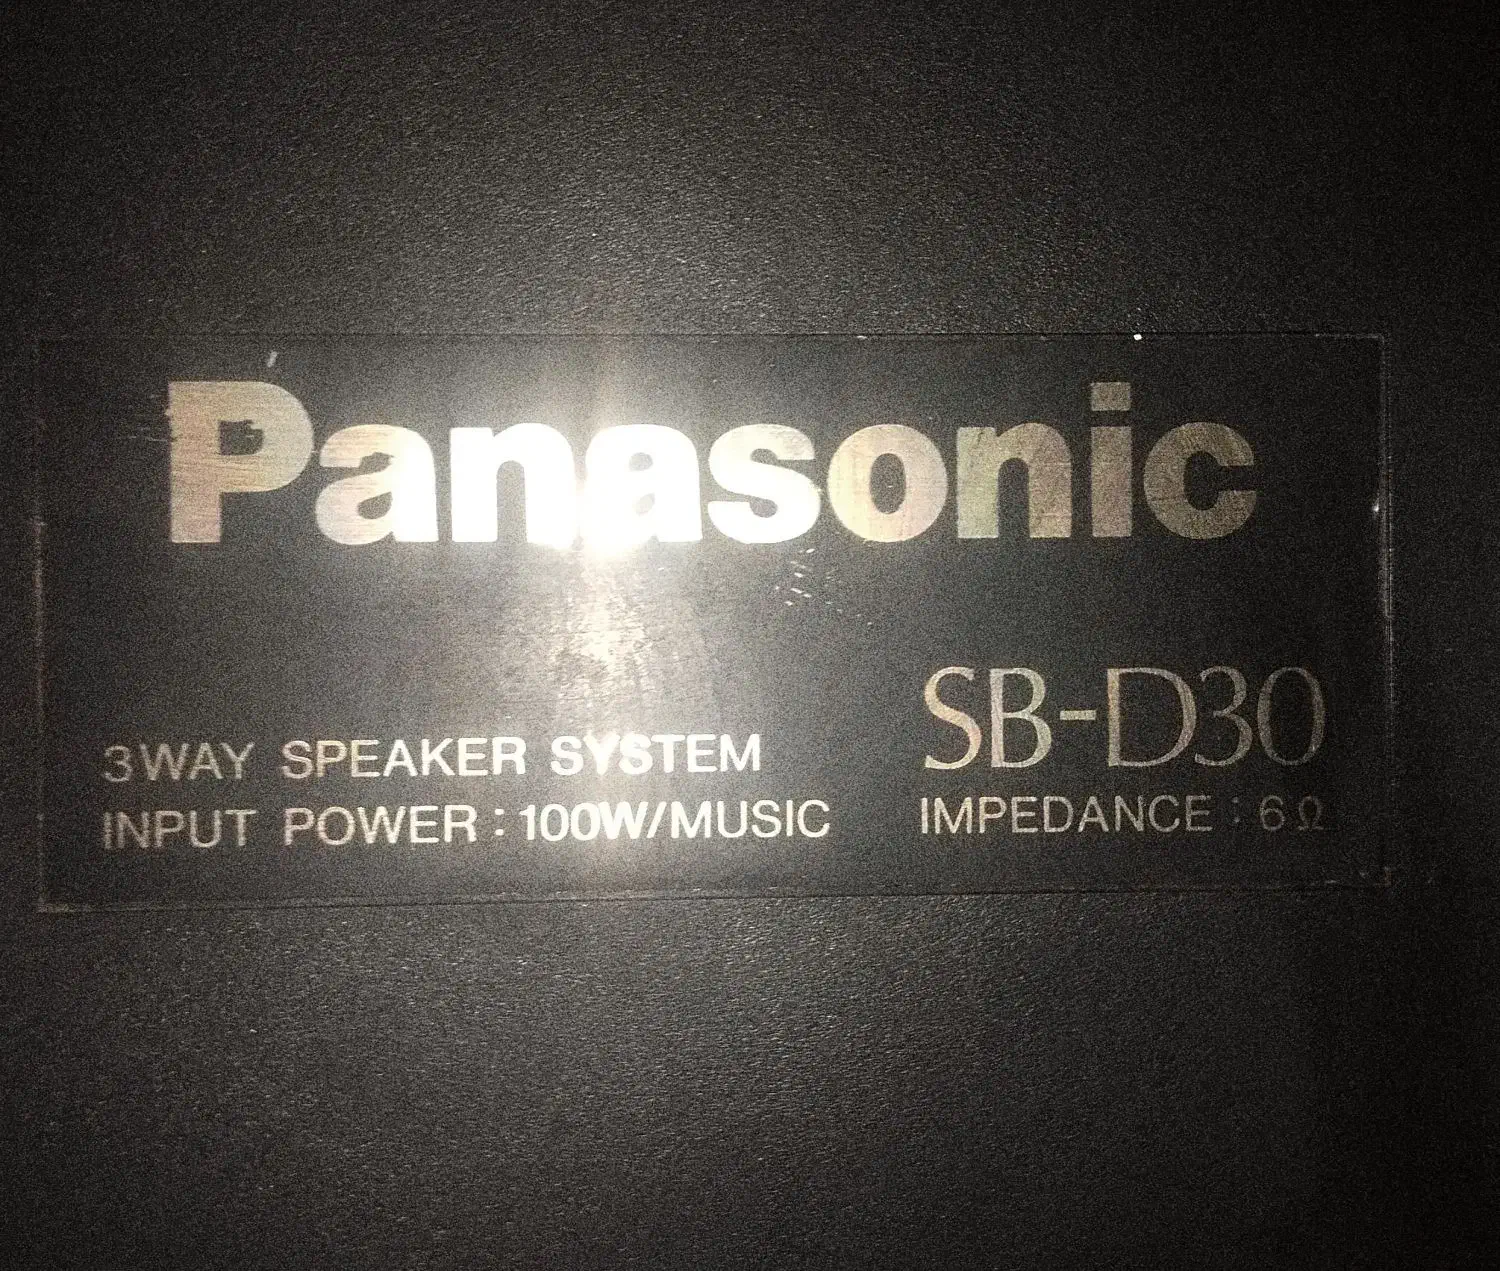 Panasonic
SB-D30
3WAY SPEAKER SYSTEM
INPUT POWER : 100W/MUSIC
IMPEDANCE : 6Ω